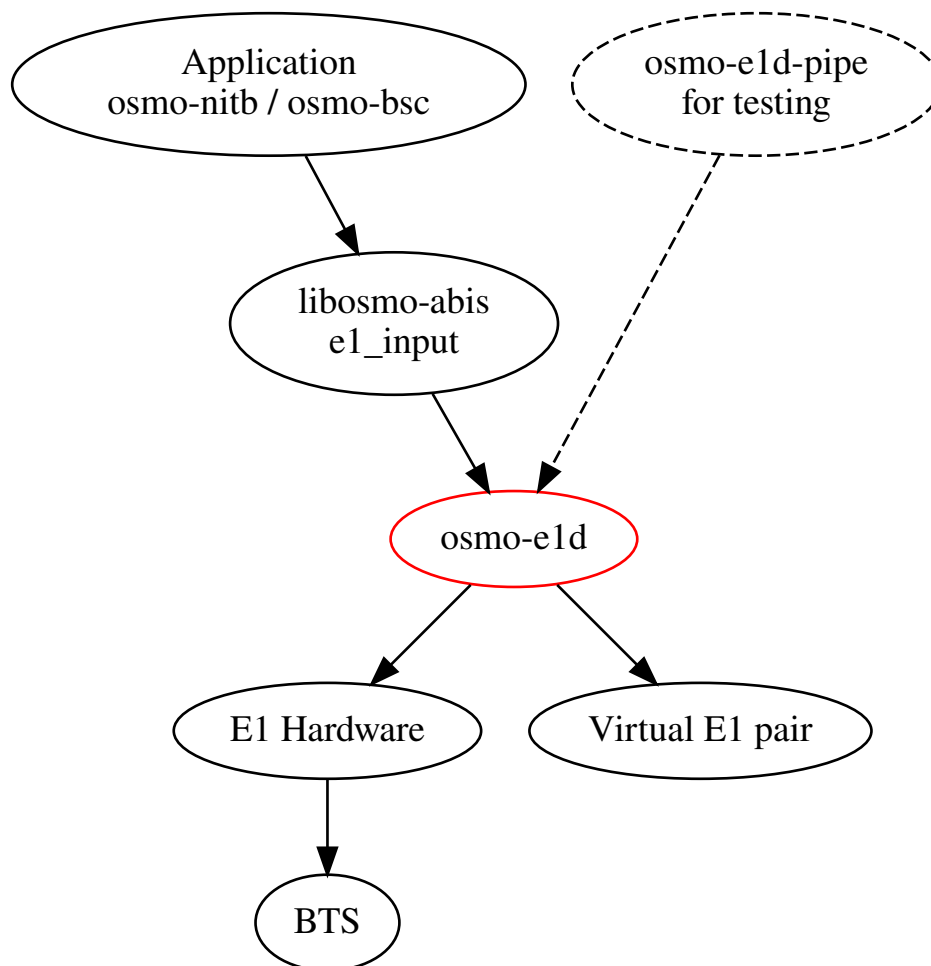 Application
osmo-nitb / osmo-bsc
osmo-e1d-pipe
for testing
libosmo-abis
e1_input
osmo-e1d
E1 Hardware
Virtual E1 pair
BTS